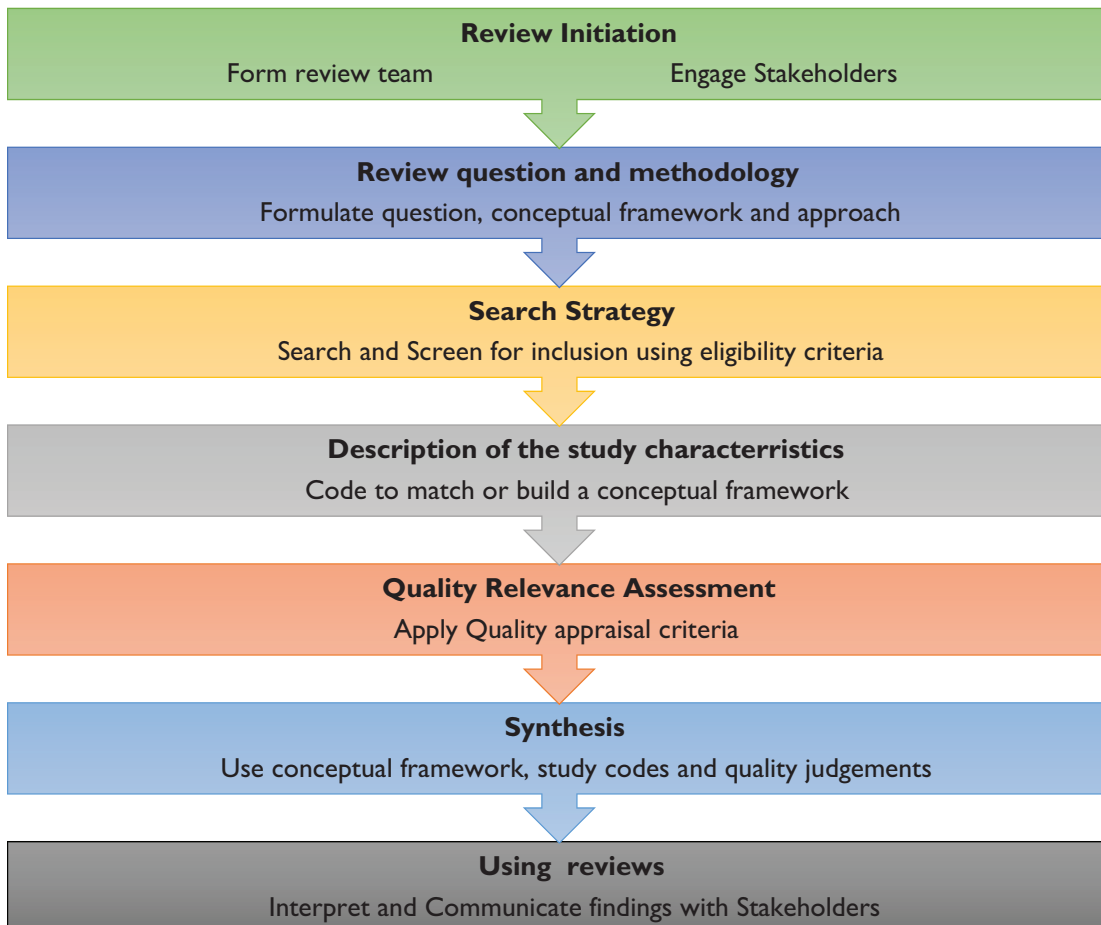 Review Initiation
Form review team Engage Stakeholders
Review question and methodology
Formulate question, conceptual framework and approach
Search Strategy
Search and Screen for inclusion using eligibility criteria
Description of the study characterristics
Code to match or build a conceptual framework
Quality Relevance Assessment
Apply Quality appraisal criteria
Synthesis
Use conceptual framework, study codes and quality judgements
Using reviews
Interpret and Communicate findings with Stakeholders